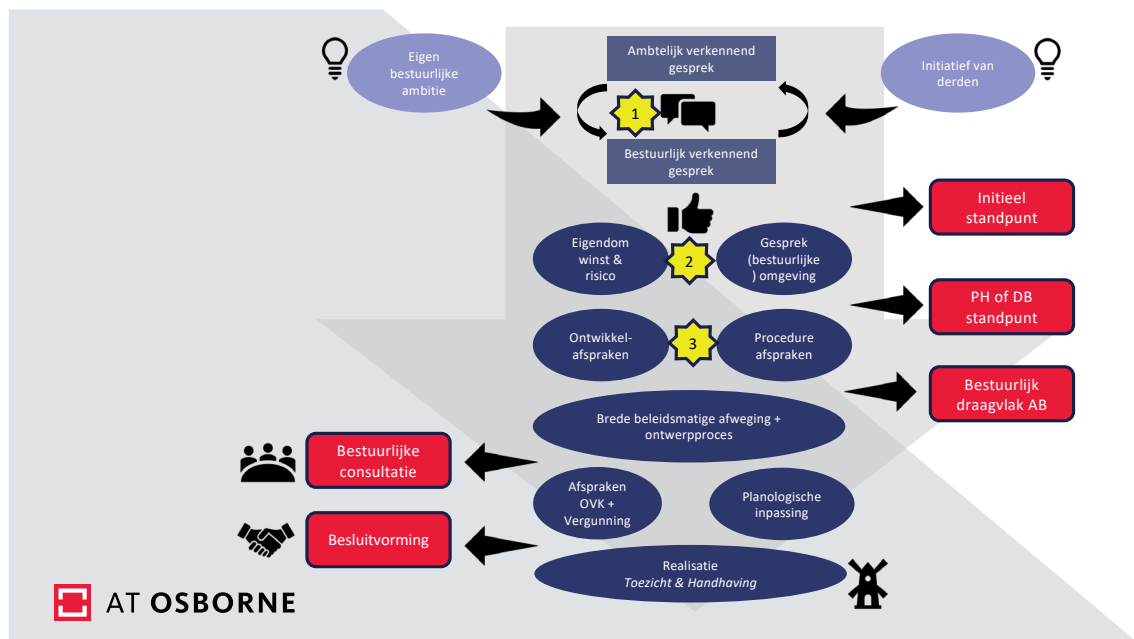 Eigen
bestuurlijke
ambitie
Ambtelijk verkennend
gesprek
Initiatief van
derden
1
Bestuurlijk verkennend
gesprek
Initieel
standpunt
Eigendom
winst &
risico
2
Gesprek
(bestuurlijke
) omgeving
PH of DB
standpunt
Ontwikkel-
afspraken
3
Procedure
afspraken
Bestuurlijk
draagvlak AB
Brede beleidsmatige afweging +
ontwerpproces
Bestuurlijke
consultatie
Afspraken
OVK +
Vergunning
Planologische
inpassing
Besluitvorming
Realisatie
Toezicht & Handhaving
AT OSBORNE